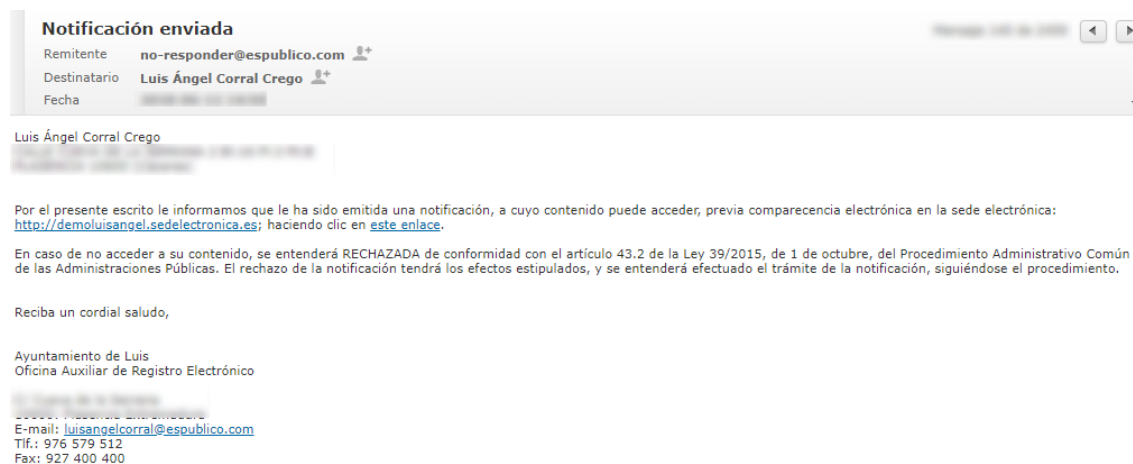 Notificación enviada
Remitente no-responder@espublico.com
Destinatario Luis Ángel Corral Crego
Fecha
Luis Ángel Corral Crego
Por el presente escrito le informamos que le ha sido emitida una notificación, a cuyo contenido puede acceder, previa comparecencia electrónica en la sede electrónica:
http://demoluisangel.sedelectronica.es; haciendo clic en este enlace.
En caso de no acceder a su contenido, se entenderá RECHAZADA de conformidad con el artículo 43.2 de la Ley 39/2015, de 1 de octubre, del Procedimiento Administrativo Común
de las Administraciones Públicas. El rechazo de la notificación tendrá los efectos estipulados, y se entenderá efectuado el trámite de la notificación, siguiéndose el procedimiento.
Reciba un cordial saludo,
Ayuntamiento de Luis
Oficina Auxiliar de Registro Electrónico
E-mail: luisangelcorral@espublico.com
Tlf.: 976 579 512
Fax: 927 400 400